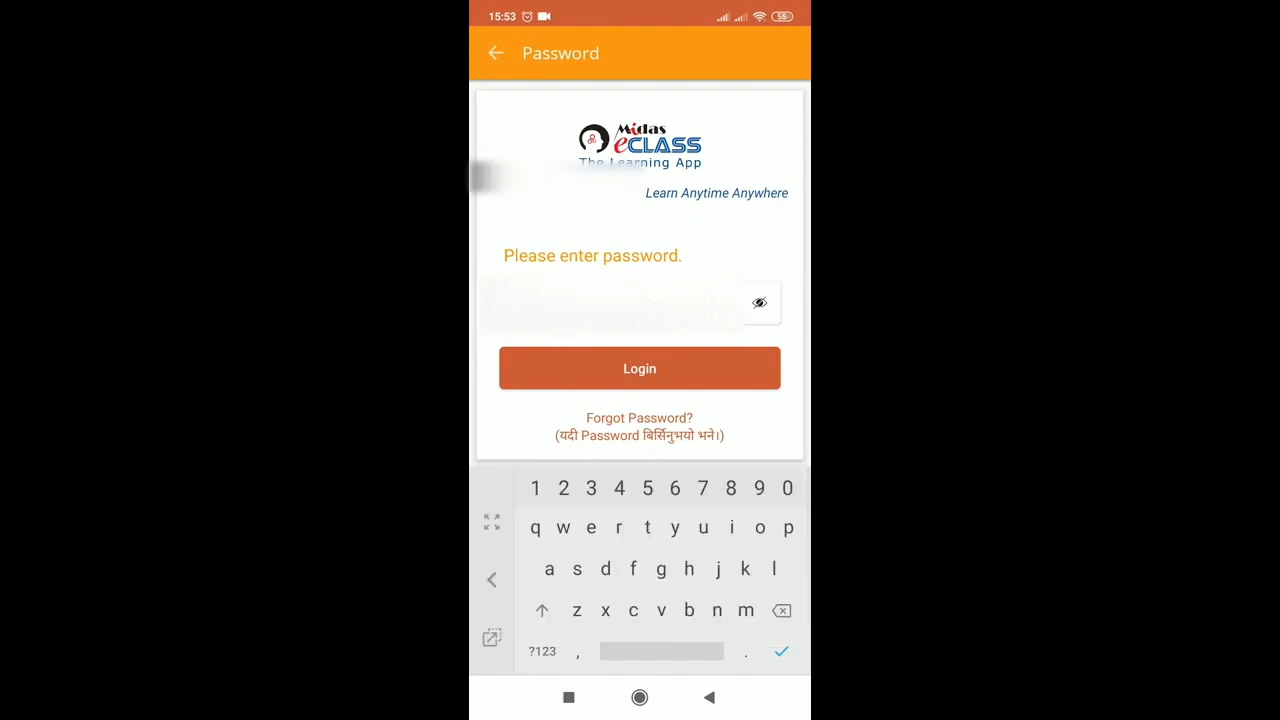 15:53
55
Password
Midas
eCLASS
The Learning App
Learn Anytime Anywhere
Please enter password.
Login
Forgot Password?
(यदी Password बिर्सिनुभयो भने।)
1 2 3 4 5 6 7 8 9 0
q w e r t y u i o p
a s d f g h j k l
z x c v b n m
?123 , .